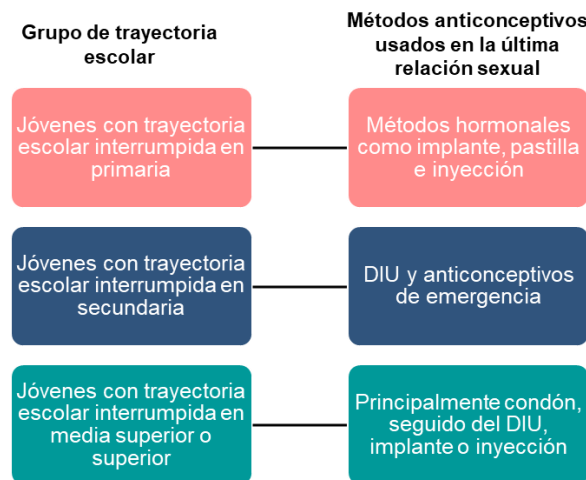 Grupo de trayectoria
escolar
Métodos anticonceptivos
usados en la última
relación sexual
Jóvenes con trayectoria
escolar interrumpida en
primaria
Métodos hormonales
como implante, pastilla
e inyección
Jóvenes con trayectoria
escolar interrumpida en
secundaria
DIU y anticonceptivos
de emergencia
Jóvenes con trayectoria
escolar interrumpida en
media superior o
superior
Principalmente condón,
seguido del DIU,
implante o inyección